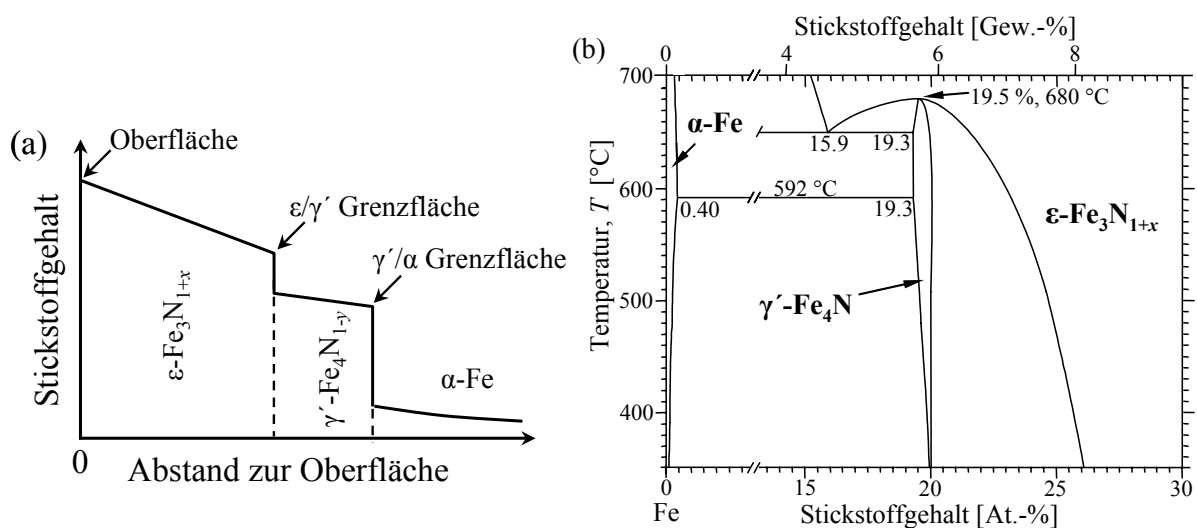 (a)
Oberfläche
ε/γ´ Grenzfläche
γ´/α Grenzfläche
Stickstoffgehalt
ε-Fe3N1+x
γ´-Fe4N1-y
α-Fe
0
Abstand zur Oberfläche
(b)
Stickstoffgehalt [Gew.-%]
0 4 6 8
700
600
500
400
Temperatur, T [°C]
19.5 %, 680 °C
α-Fe
15.9 19.3
592 °C
0.40 19.3
ε-Fe3N1+x
γ´-Fe4N
0 15 20 25 30
Fe
Stickstoffgehalt [At.-%]